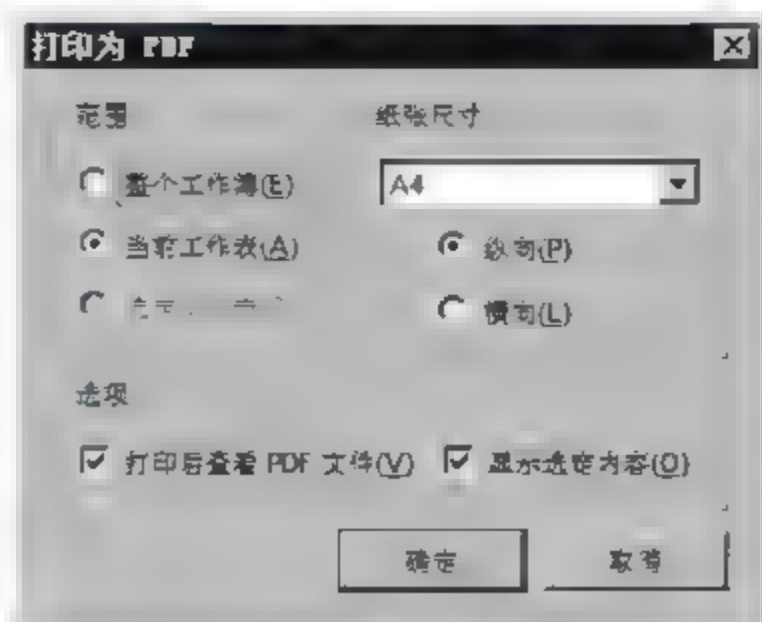 打印为 PDF
范围
纸张尺寸
整个工作簿(E)
A4
当前工作表(A)
纵向(P)
横向(L)
选项
打印后查看 PDF 文件(V)
显示选定内容(O)
确定
取消